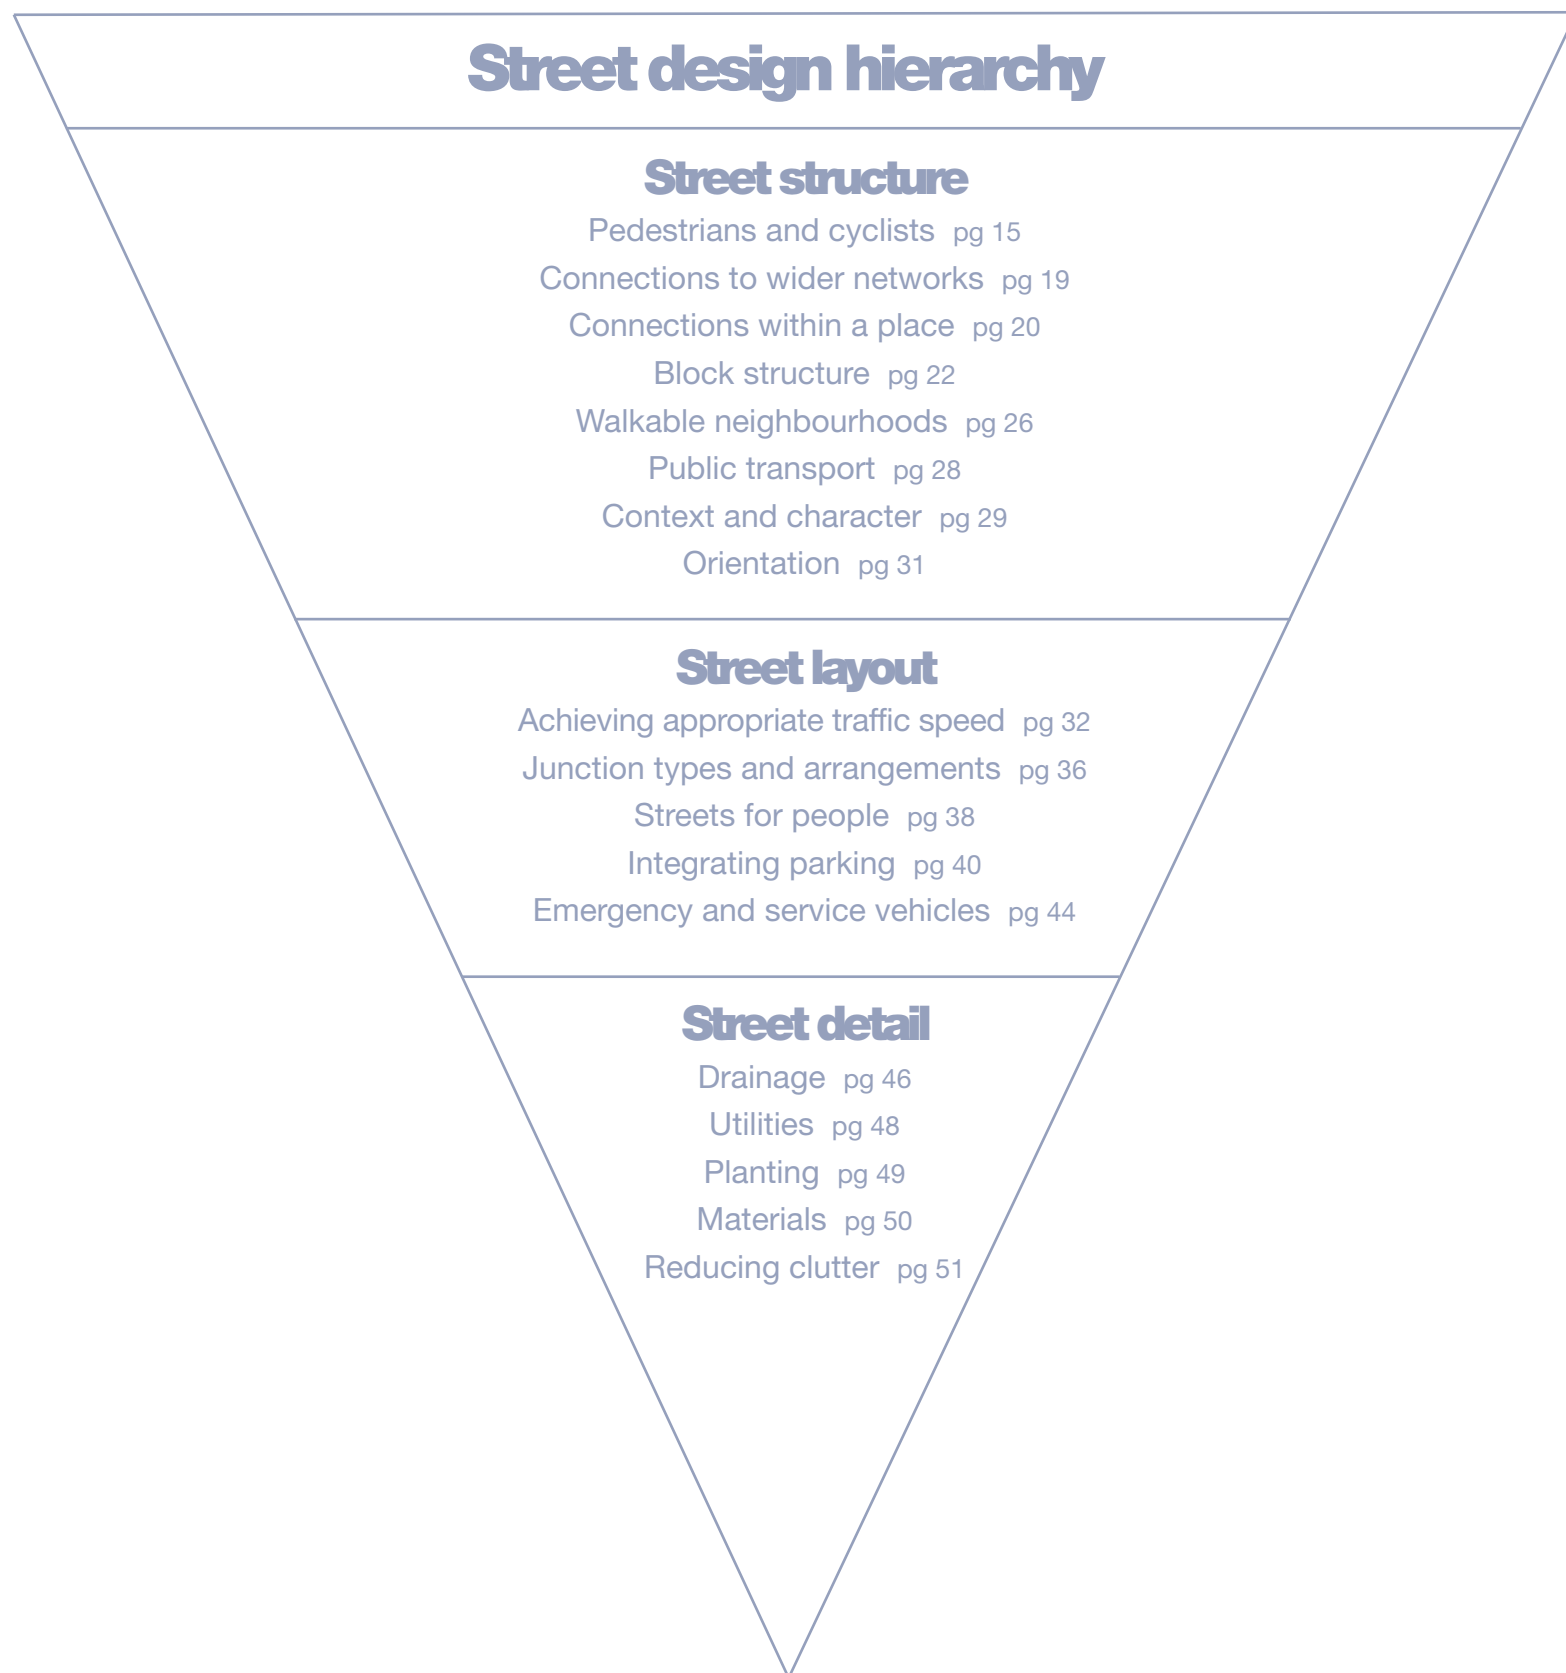 Street design hierarchy
Street structure
Pedestrians and cyclists pg 15
Connections to wider networks pg 19
Connections within a place pg 20
Block structure pg 22
Walkable neighbourhoods pg 26
Public transport pg 28
Context and character pg 29
Orientation pg 31
Street layout
Achieving appropriate traffic speed pg 32
Junction types and arrangements pg 36
Streets for people pg 38
Integrating parking pg 40
Emergency and service vehicles pg 44
Street detail
Drainage pg 46
Utilities pg 48
Planting pg 49
Materials pg 50
Reducing clutter pg 51